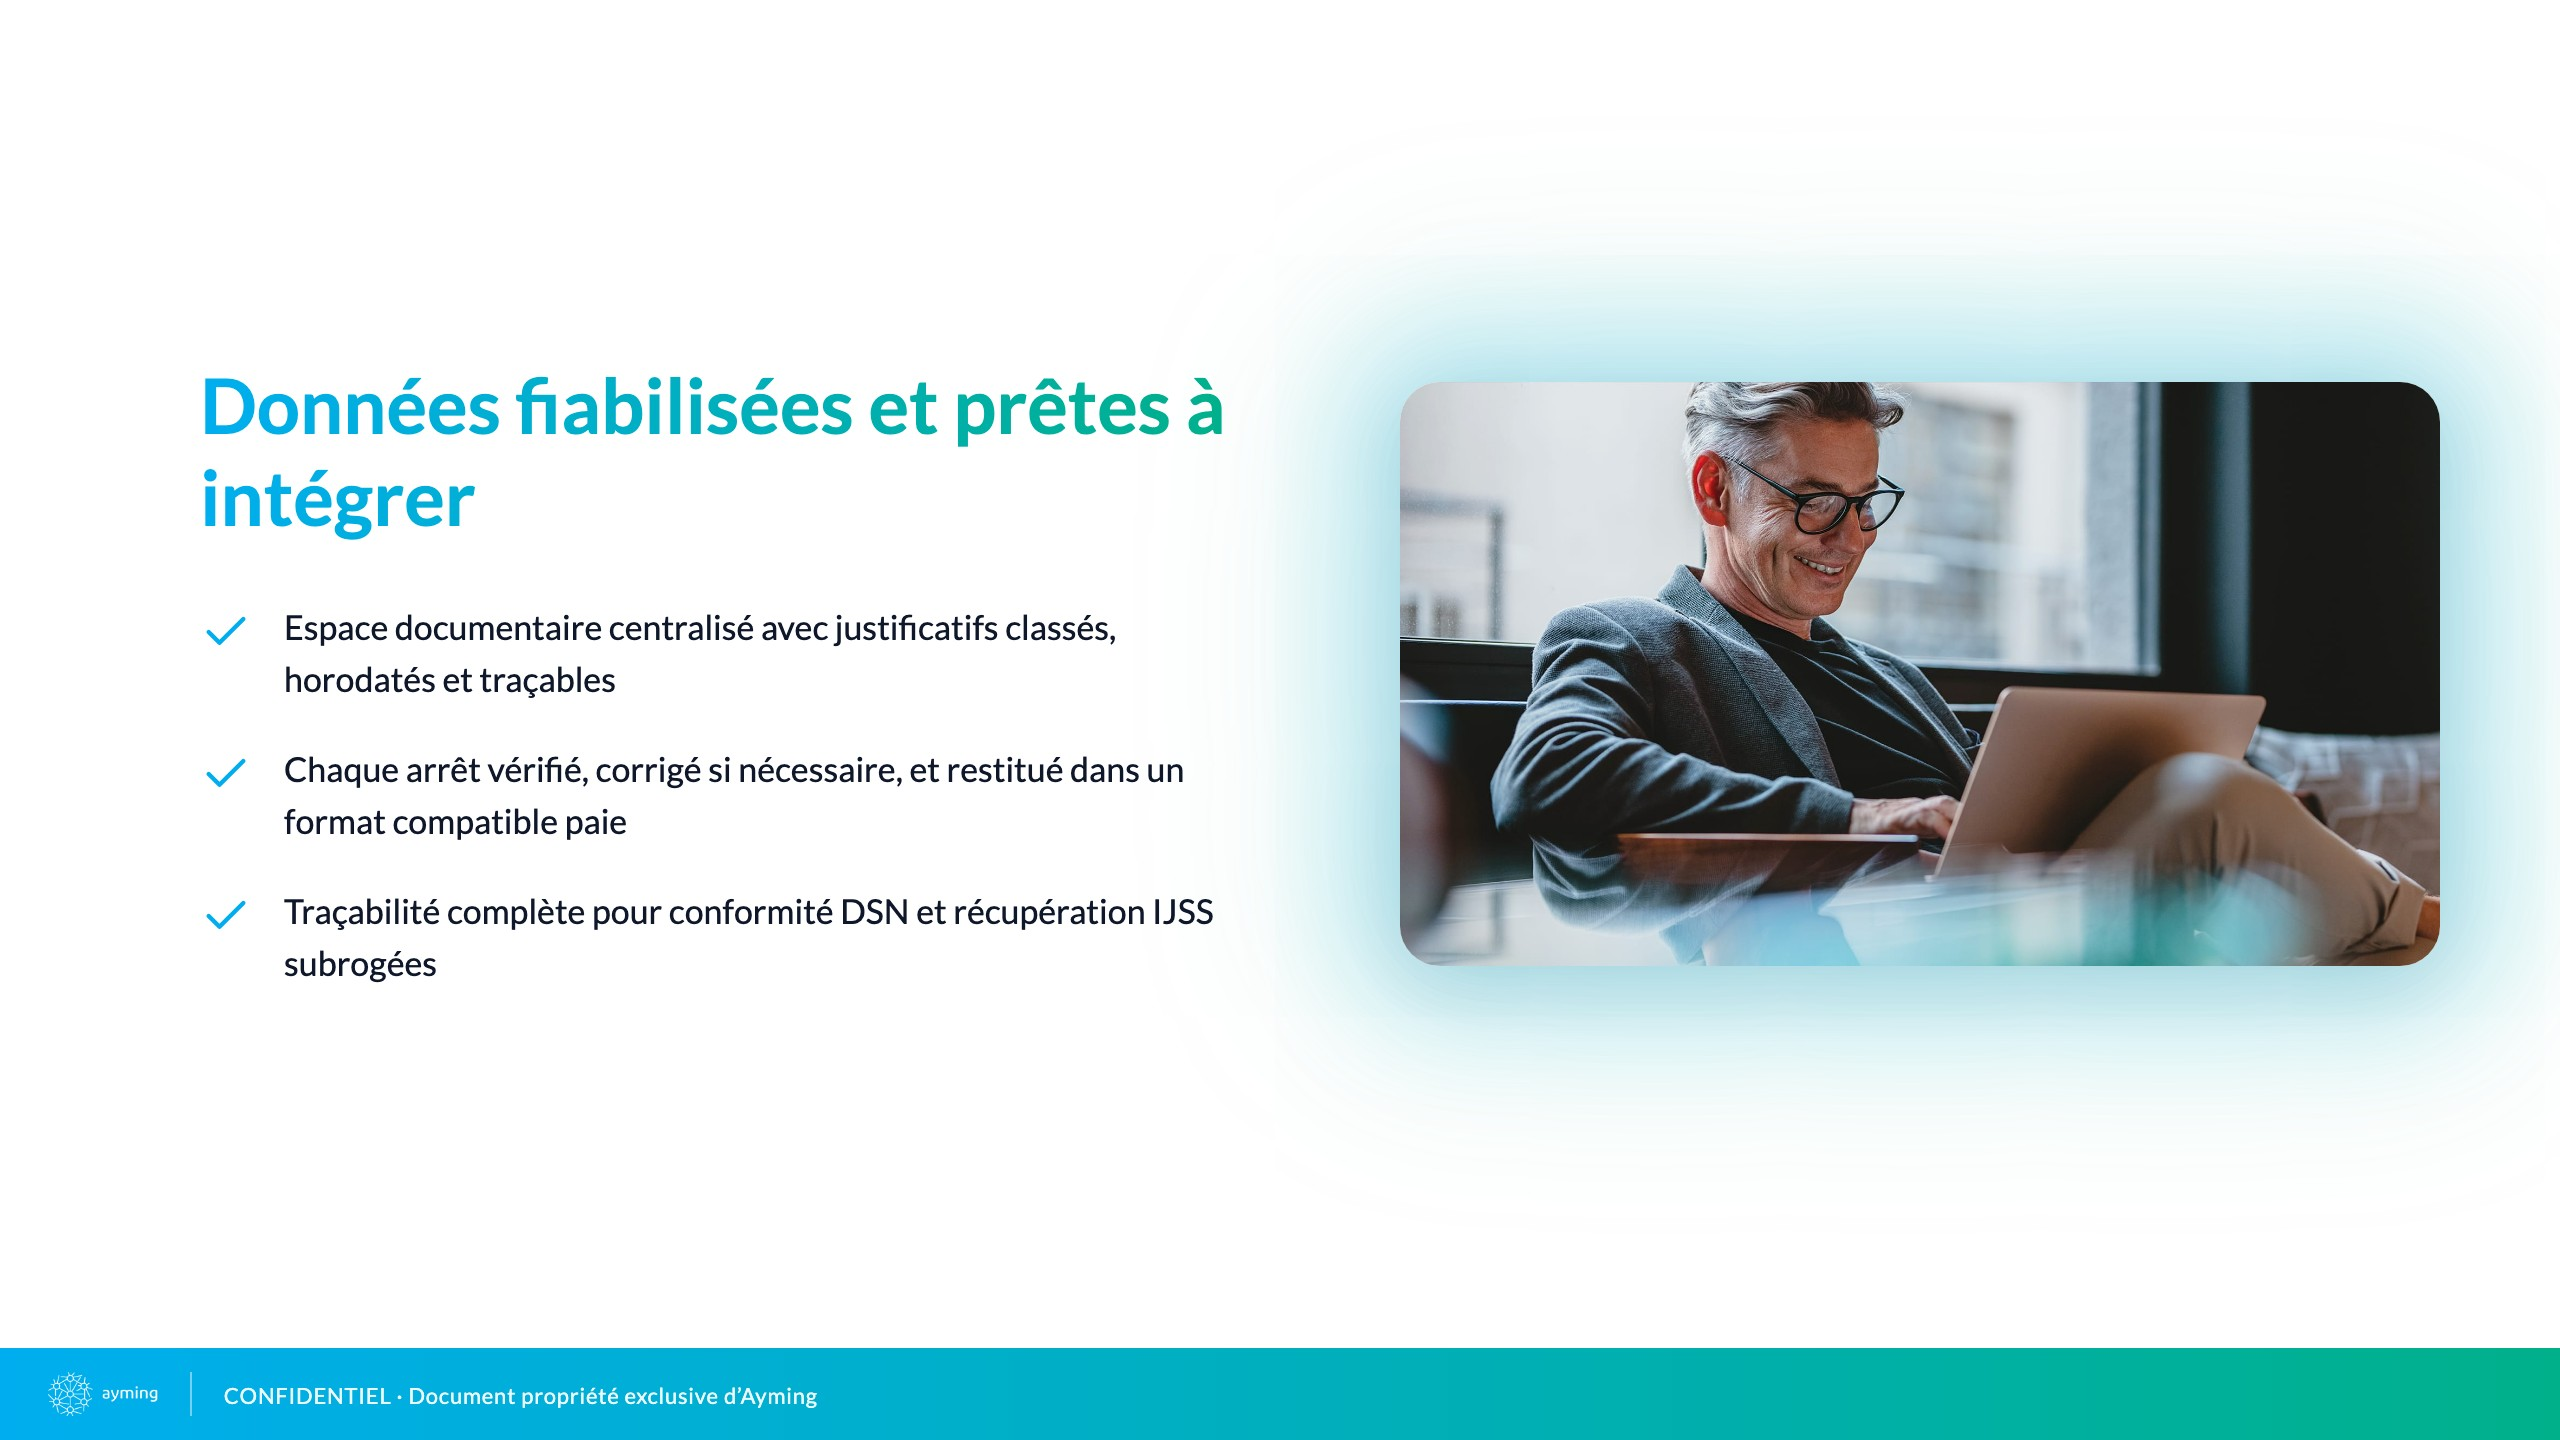 Données fiabilisées et prêtes à
intégrer
Espace documentaire centralisé avec justificatifs classés,
horodatés et traçables
Chaque arrêt vérifié, corrigé si nécessaire, et restitué dans un
format compatible paie
Traçabilité complète pour conformité DSN et récupération IJSS
subrogées
ayming
CONFIDENTIEL · Document propriété exclusive d’Ayming